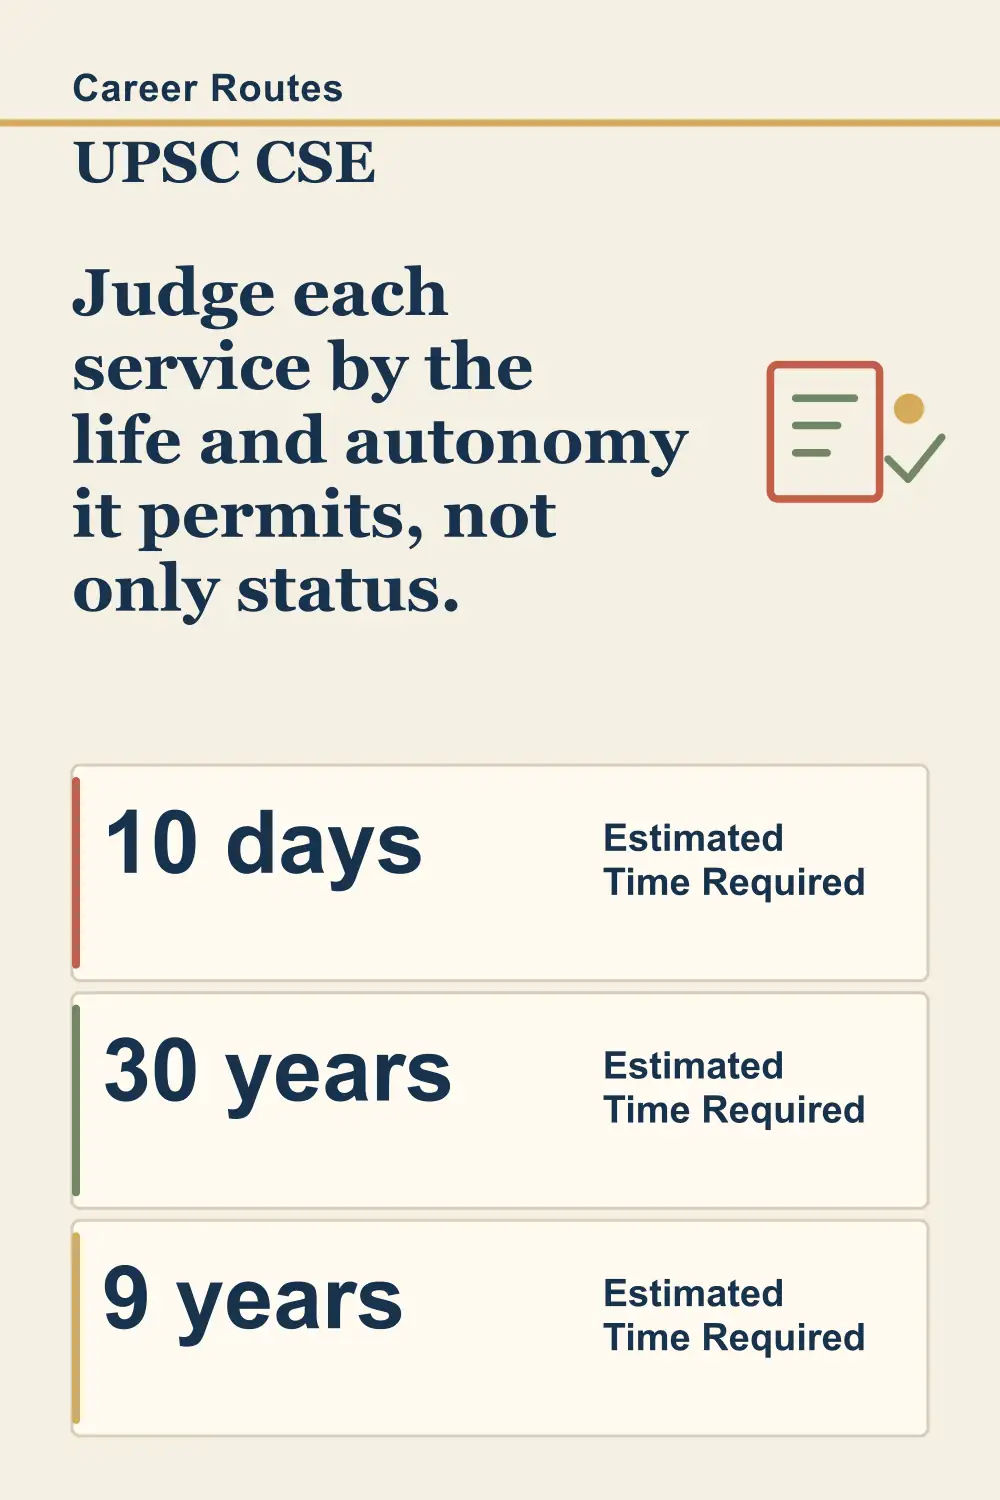 Career Routes
UPSC CSE
Judge each
service by the
life and autonomy
it permits, not
only status.
10 days
Estimated
Time Required
30 years
Estimated
Time Required
9 years
Estimated
Time Required